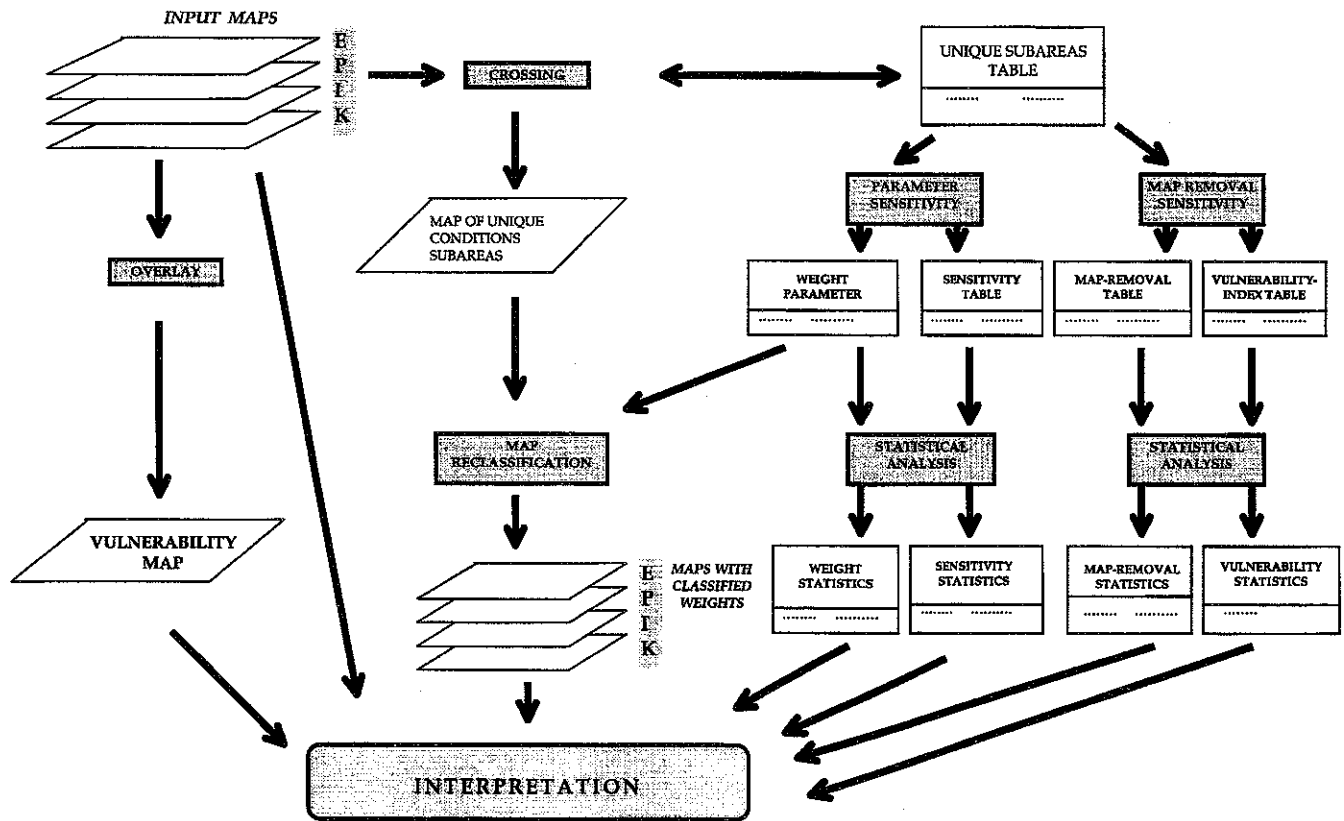 INPUT MAPS
E
P
I
K
CROSSING
UNIQUE SUBAREAS
TABLE
PARAMETER
SENSITIVITY
MAP-REMOVAL
SENSITIVITY
MAP OF UNIQUE
CONDITIONS
SUBAREAS
OVERLAY
WEIGHT
PARAMETER
SENSITIVITY
TABLE
MAP-REMOVAL
TABLE
VULNERABILITY-
INDEX TABLE
MAP
RECLASSIFICATION
STATISTICAL
ANALYSIS
STATISTICAL
ANALYSIS
VULNERABILITY
MAP
E
P
I
K
MAPS WITH
CLASSIFIED
WEIGHTS
WEIGHT
STATISTICS
SENSITIVITY
STATISTICS
MAP-REMOVAL
STATISTICS
VULNERABILITY
STATISTICS
INTERPRETATION